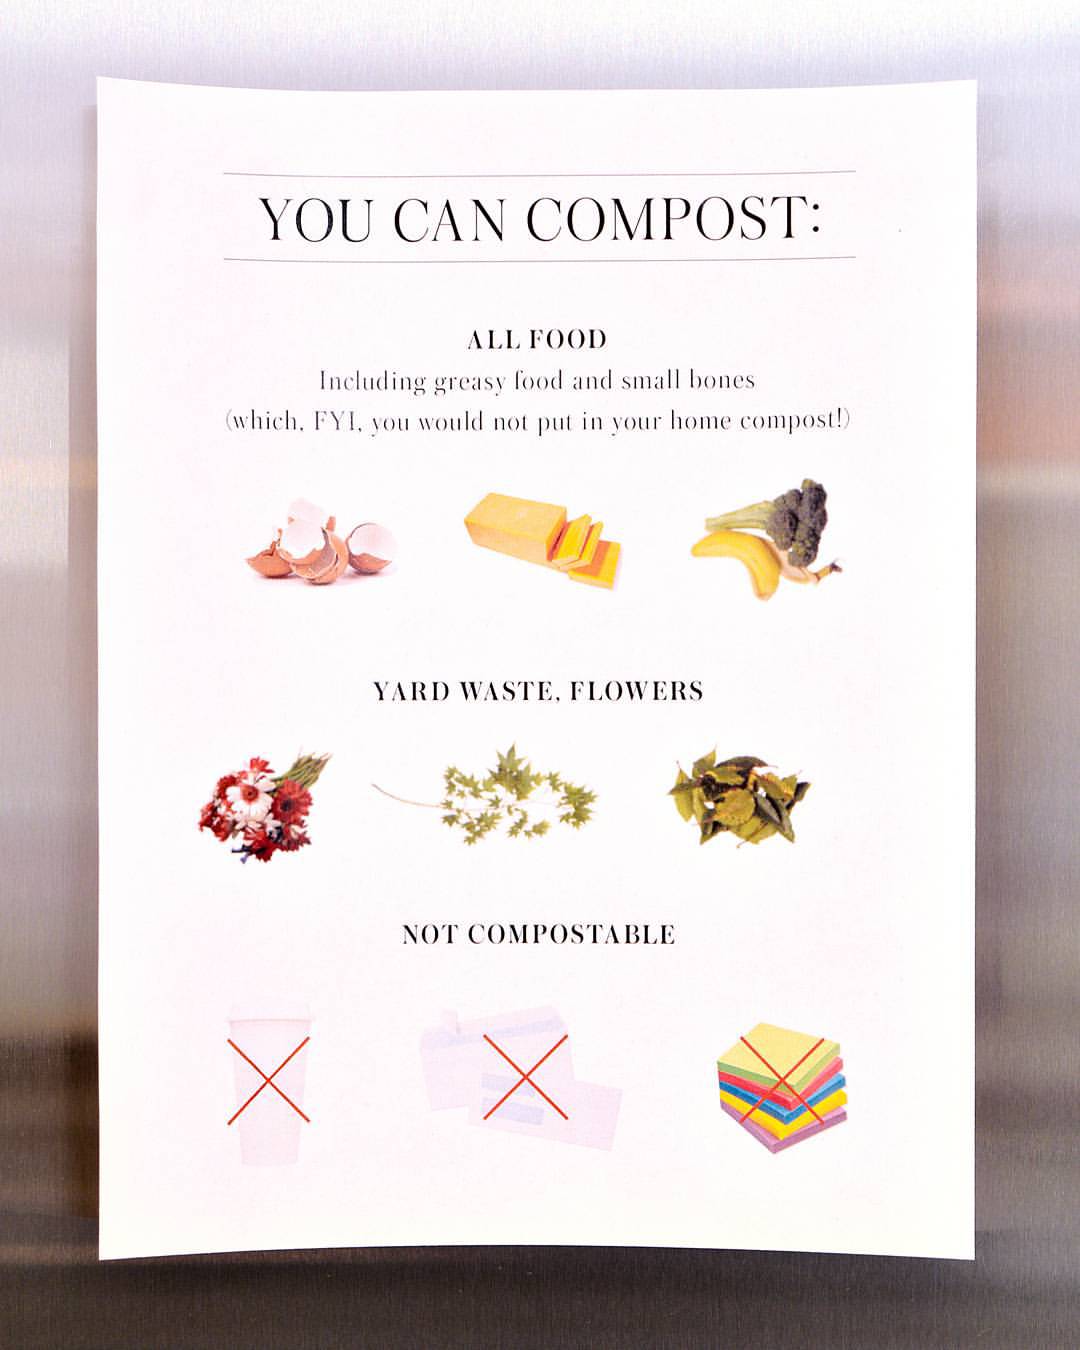 YOU CAN COMPOST:
ALL FOOD
Including greasy food and small bones
(which, FYI, you would not put in your home compost!)
YARD WASTE, FLOWERS
NOT COMPOSTABLE